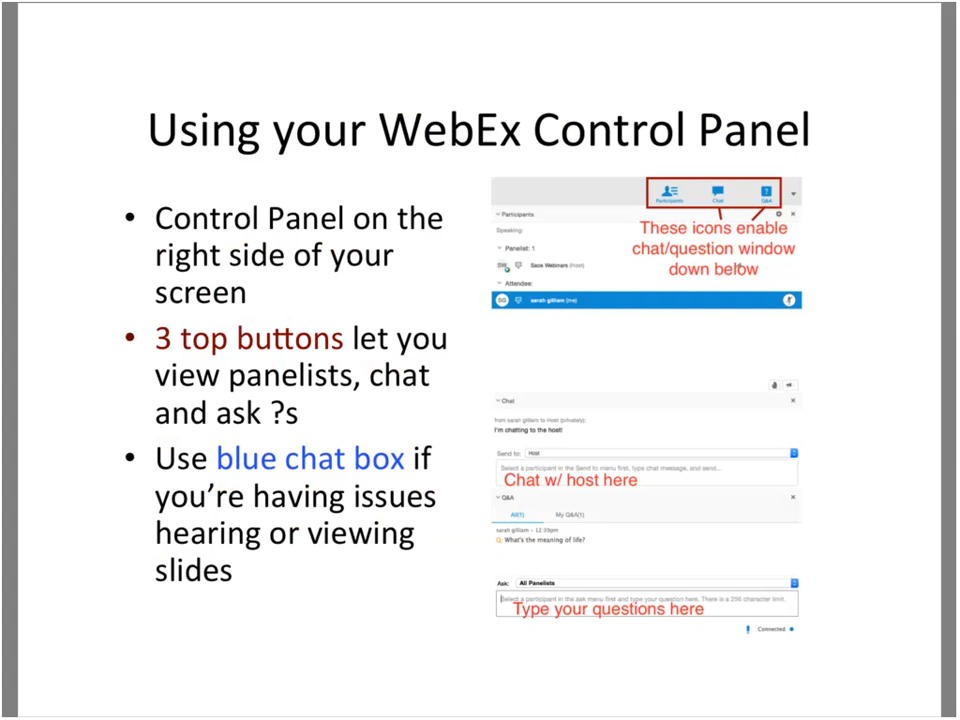 Using your WebEx Control Panel
• Control Panel on the
right side of your
screen
• 3 top buttons let you
view panelists, chat
and ask ?s
• Use blue chat box if
you're having issues
hearing or viewing
slides
Participants Chat Q&A
Participants
These icons enable
chat/question window
down below
Speaking:
Panelist: 1
SW (Host)
Attendee:
SG sarah gilliam (me)
Chat
from sarah gilliam to Host (privately):
I'm chatting to the host!
Send to: Host
Select a participant in the Send to menu first, type chat message, and send...
Chat w/ host here
Q&A
All(1) My Q&A(1)
sarah gilliam - 12:33pm
Q: What's the meaning of life?
Ask: All Panelists
Select a participant in the ask menu first and type your question here. There is a 256 character limit.
Type your questions here
Connected